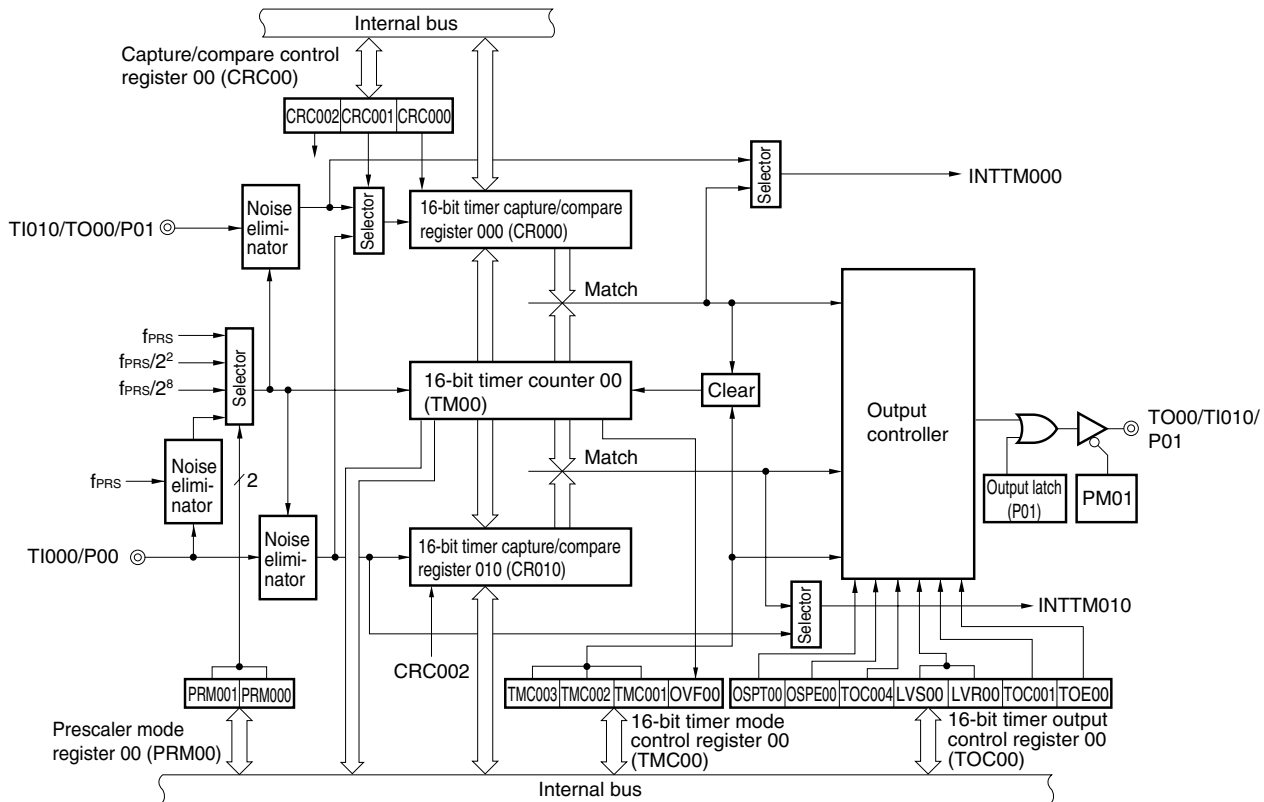 Internal bus
Capture/compare control
register 00 (CRC00)
CRC002 CRC001 CRC000
Selector
INTTM000
Noise
elimi-
nator
Selector
16-bit timer capture/compare
register 000 (CR000)
TI010/TO00/P01
Match
fPRS
fPRS/2²
fPRS/2⁸
Selector
16-bit timer counter 00
(TM00)
Clear
Output
controller
TO00/TI010/
P01
Noise
elimi-
nator
fPRS
2
Match
Output latch
(P01)
PM01
TI000/P00
Noise
elimi-
nator
16-bit timer capture/compare
register 010 (CR010)
Selector
INTTM010
CRC002
PRM001 PRM000
TMC003 TMC002 TMC001 OVF00
OSPT00 OSPE00 TOC004 LVS00 LVR00 TOC001 TOE00
Prescaler mode
register 00 (PRM00)
16-bit timer mode
control register 00
(TMC00)
16-bit timer output
control register 00
(TOC00)
Internal bus